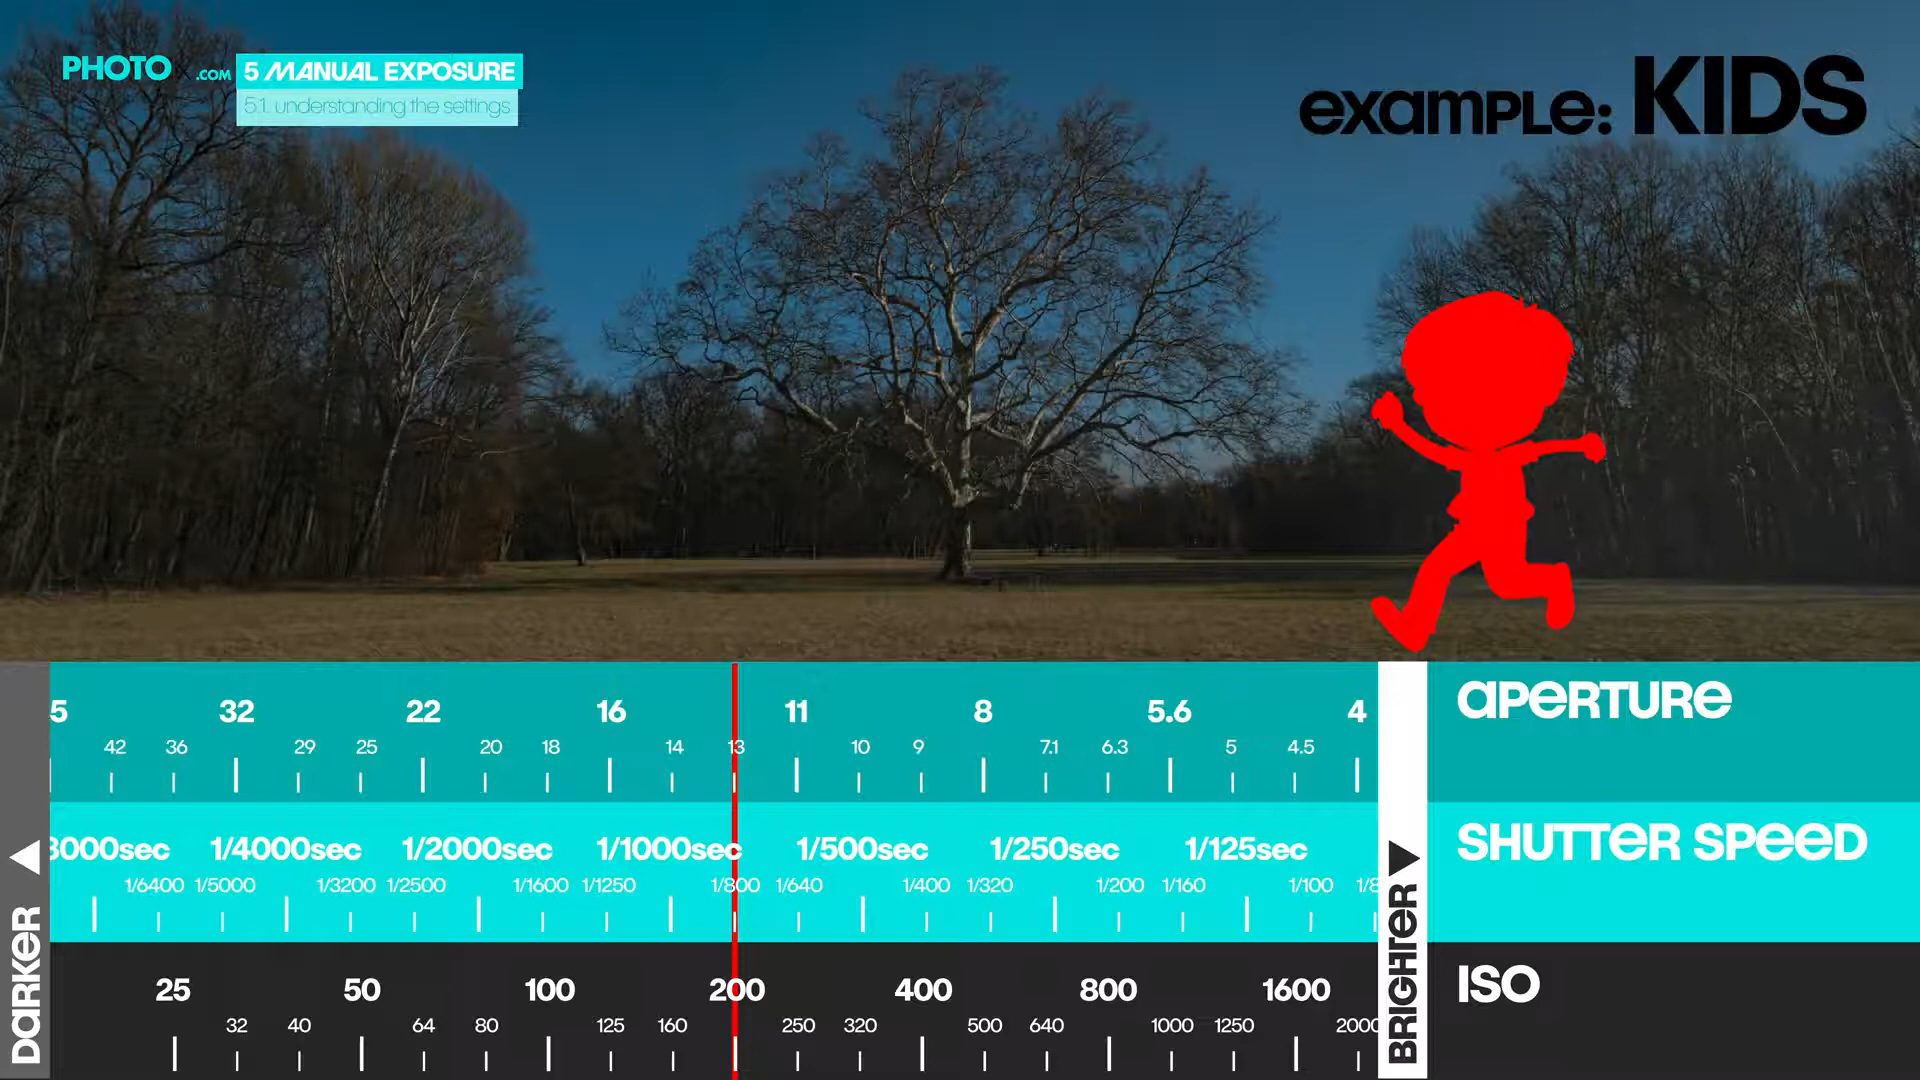 PHOTO X .COM
5 MANUAL EXPOSURE
5.1. understanding the settings
example: KIDS
32 22 16 11 8 5.6 4
42 36 29 25 20 18 14 13 10 9 7.1 6.3 5 4.5
APERTURE
1/4000sec 1/2000sec 1/1000sec 1/500sec 1/250sec 1/125sec
1/6400 1/5000 1/3200 1/2500 1/1600 1/1250 1/800 1/640 1/400 1/320 1/200 1/160 1/100
SHUTTER SPEED
25 50 100 200 400 800 1600
32 40 64 80 125 160 250 320 500 640 1000 1250 2000
ISO
DARKER
BRIGHTER